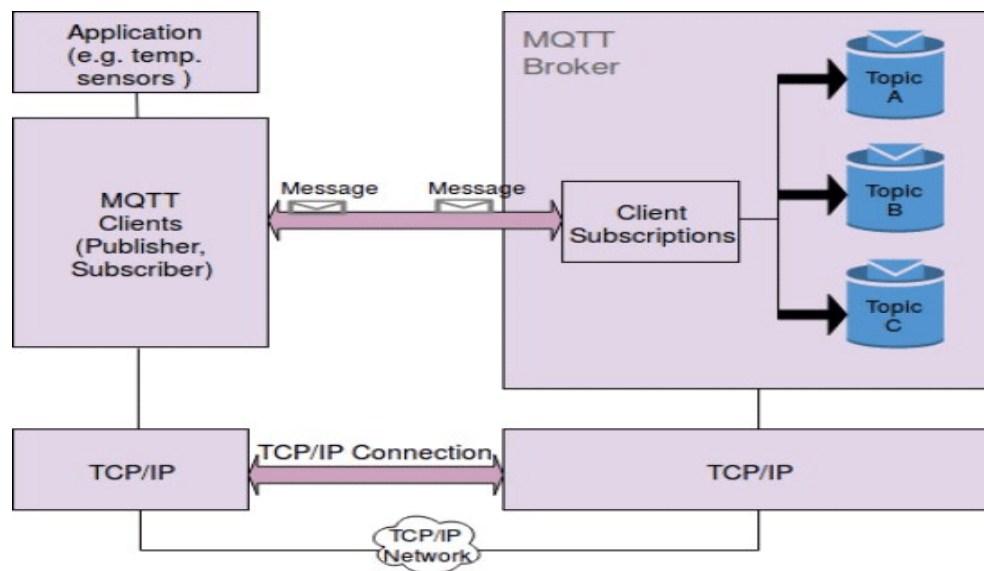 Application
(e.g. temp.
sensors )
MQTT
Clients
(Publisher,
Subscriber)
Message
Message
MQTT
Broker
Client
Subscriptions
Topic
A
Topic
B
Topic
C
TCP/IP
TCP/IP Connection
TCP/IP
TCP/IP
Network